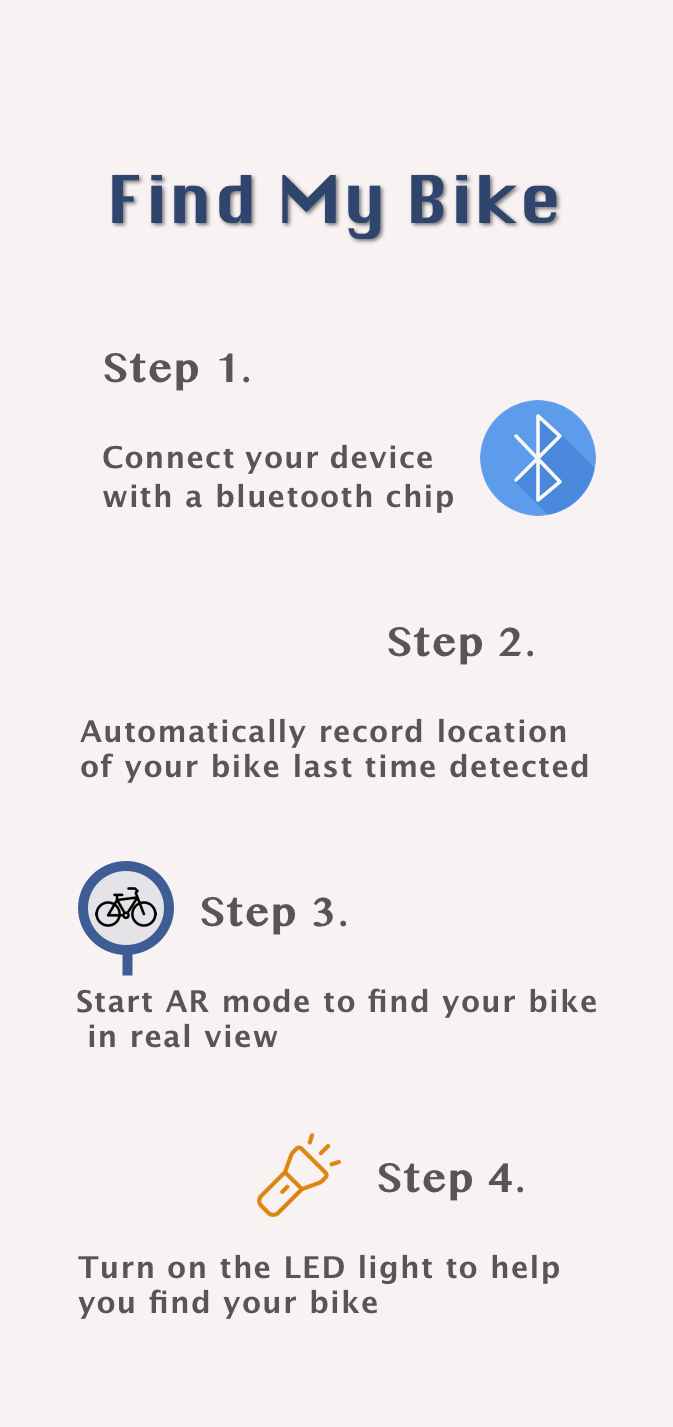 Find My Bike
Step 1.
Connect your device
with a bluetooth chip
Step 2.
Automatically record location
of your bike last time detected
Step 3.
Start AR mode to find your bike
in real view
Step 4.
Turn on the LED light to help
you find your bike